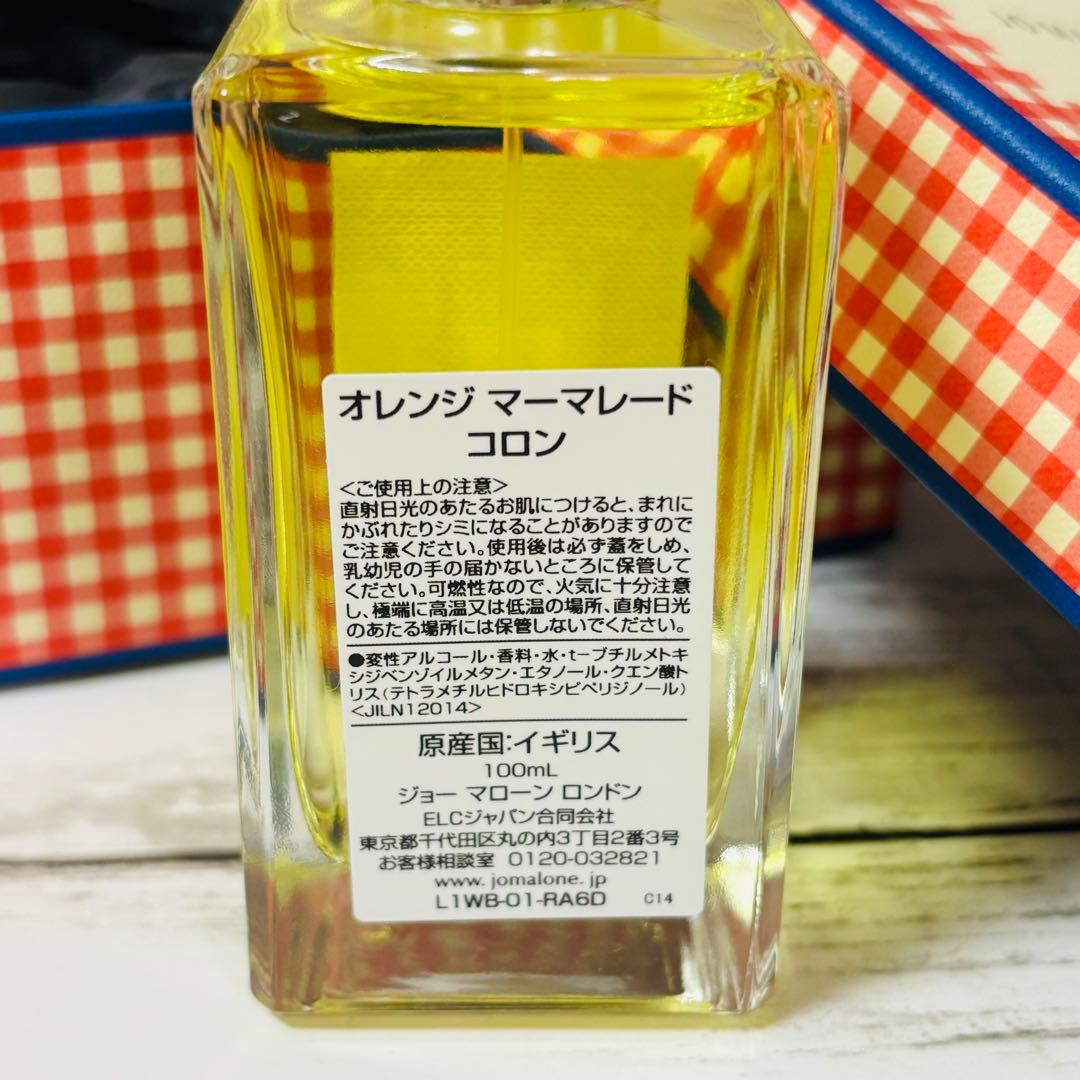 オレンジ マーマレード
コロン
<ご使用上の注意>
直射日光のあたるお肌につけると、まれに
かぶれたりシミになることがありますので
ご注意ください。使用後は必ず蓋をしめ、
乳幼児の手の届かないところに保管して
ください。可燃性なので、火気に十分注意
し、極端に高温又は低温の場所、直射日光
のあたる場所には保管しないでください。
●変性アルコール・香料・水・t-ブチルメトキ
シジベンゾイルメタン・エタノール・クエン酸ト
リス(テトラメチルヒドロキシピペリジノール)
<JILN12014>
原産国:イギリス
100mL
ジョー マローン ロンドン
ELCジャパン合同会社
東京都千代田区丸の内3丁目2番3号
お客様相談室 0120-032821
www. jomalone. jp
L1WB-01-RA6D C14